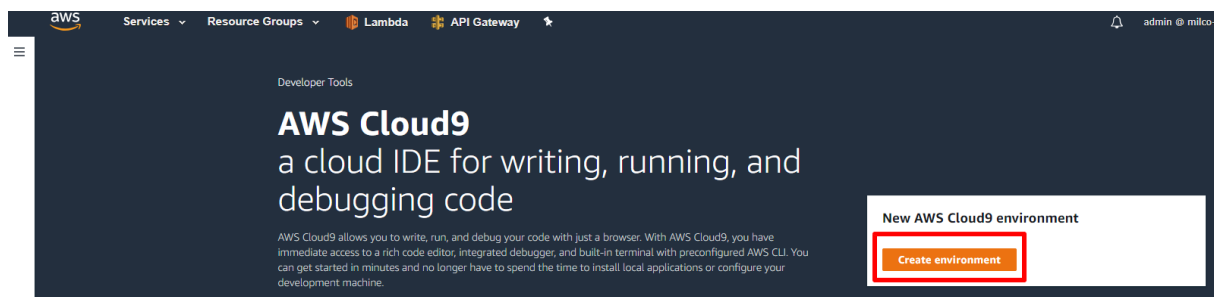 aws Services Resource Groups Lambda API Gateway admin @ milco-
Developer Tools
AWS Cloud9
a cloud IDE for writing, running, and
debugging code
New AWS Cloud9 environment
Create environment
AWS Cloud9 allows you to write, run, and debug your code with just a browser. With AWS Cloud9, you have
immediate access to a rich code editor, integrated debugger, and built-in terminal with preconfigured AWS CLI. You
can get started in minutes and no longer have to spend the time to install local applications or configure your
development machine.